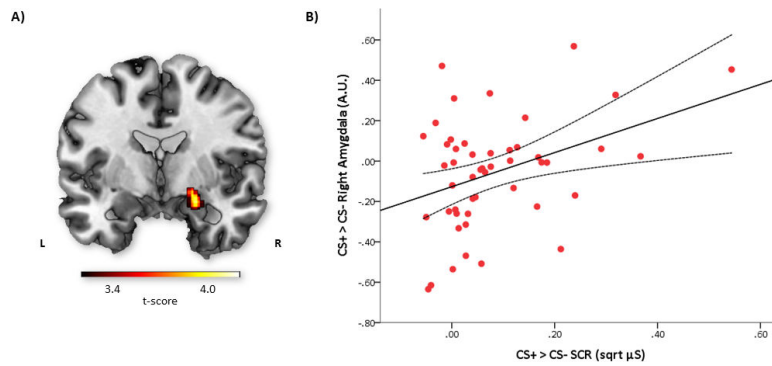 A)
L
R
3.4
4.0
t-score
B)
CS+ > CS- Right Amygdala (A.U.)
.60
.40
.20
.00
-.20
-.40
-.60
-.80
.00
.20
.40
.60
CS+ > CS- SCR (sqrt µS)